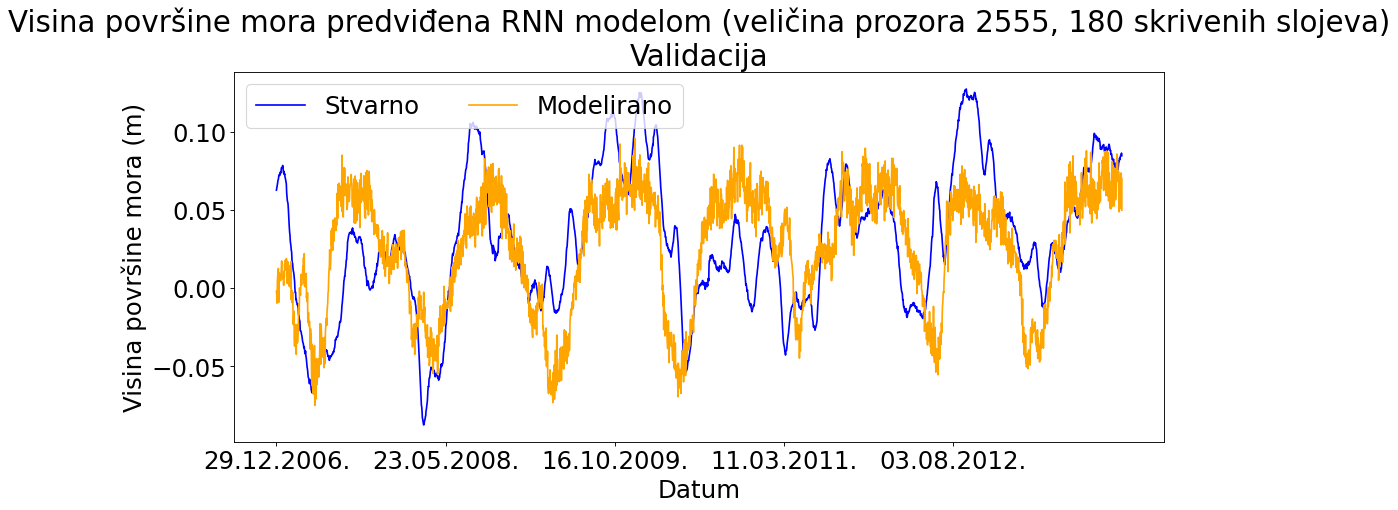 Visina površine mora predviđena RNN modelom (veličina prozora 2555, 180 skrivenih slojeva)
Validacija
Stvarno Modelirano
Visina površine mora (m)
0.10
0.05
0.00
−0.05
29.12.2006. 23.05.2008. 16.10.2009. 11.03.2011. 03.08.2012.
Datum